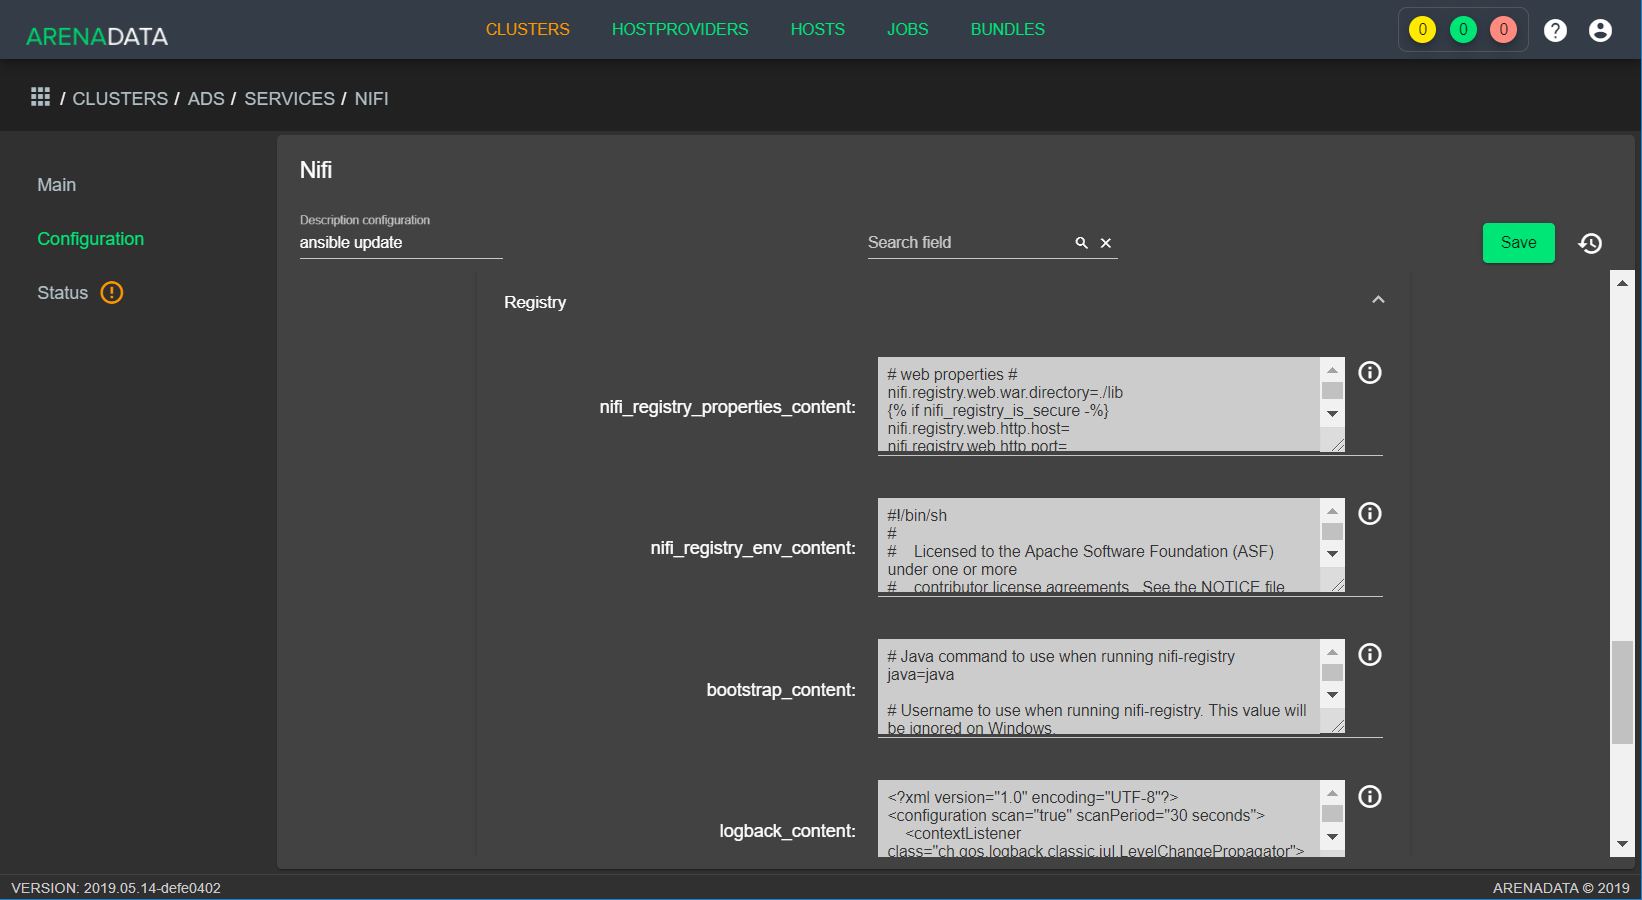 ARENADATA
CLUSTERS HOSTPROVIDERS HOSTS JOBS BUNDLES
0 0 0 ?
/ CLUSTERS / ADS / SERVICES / NIFI
Main
Configuration
Status
Nifi
Description configuration
ansible update
Search field
Save
Registry
nifi_registry_properties_content:
# web properties #
nifi.registry.web.war.directory=./lib
{% if nifi_registry_is_secure -%}
nifi.registry.web.http.host=
nifi.registry.web.http.port=
nifi_registry_env_content:
#!/bin/sh
#
#    Licensed to the Apache Software Foundation (ASF)
under one or more
#    contributor license agreements.  See the NOTICE file
bootstrap_content:
# Java command to use when running nifi-registry
java=java
# Username to use when running nifi-registry. This value will
be ignored on Windows.
logback_content:
<?xml version="1.0" encoding="UTF-8"?>
<configuration scan="true" scanPeriod="30 seconds">
    <contextListener
class="ch.qos.logback.classic.jul.LevelChangePropagator">
VERSION: 2019.05.14-defe0402
ARENADATA © 2019